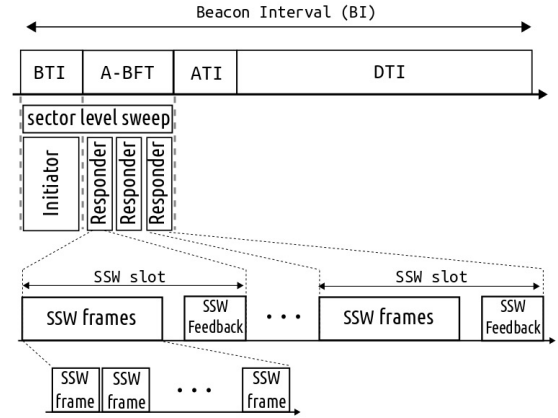 Beacon Interval (BI)
BTI A-BFT ATI DTI
sector level sweep
Initiator
Responder
Responder
Responder
SSW slot SSW slot
SSW frames
SSW
Feedback
• • •
SSW frames
SSW
Feedback
SSW
frame
SSW
frame
• • •
SSW
frame